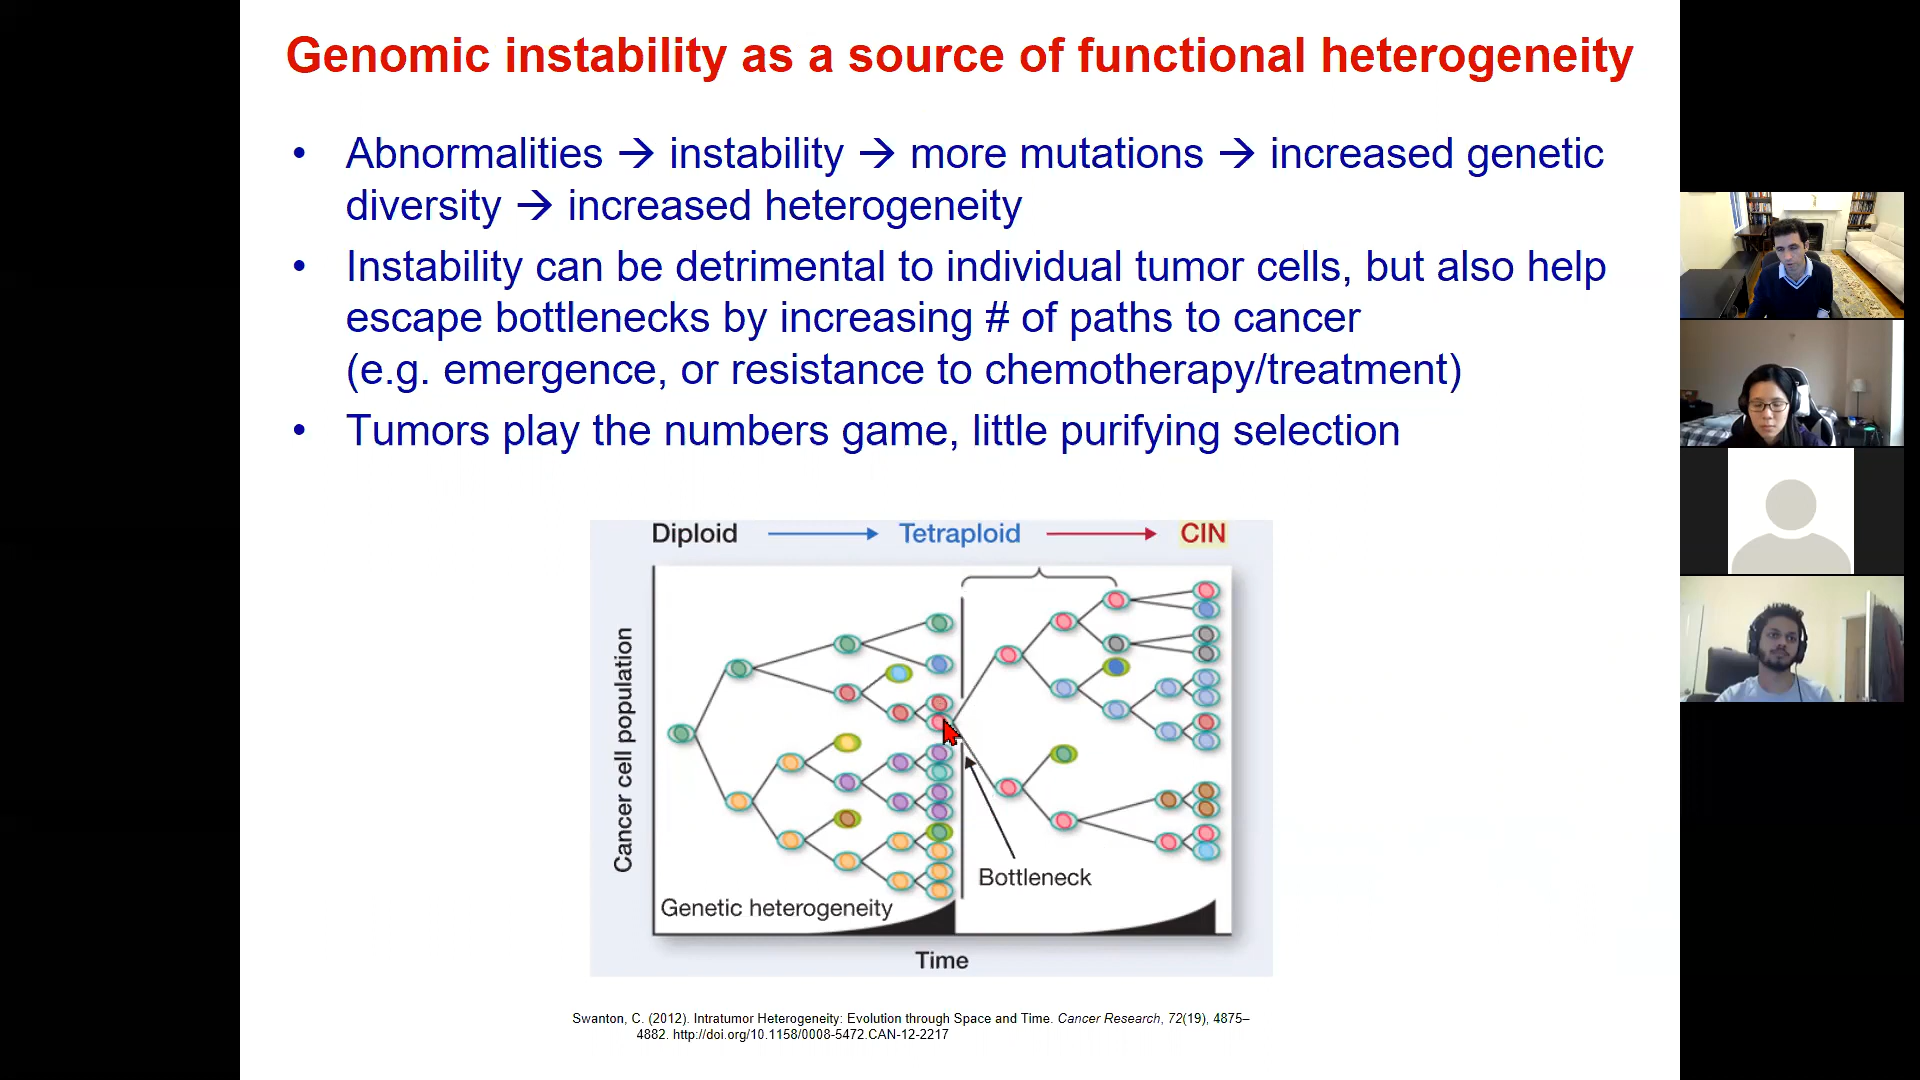 Genomic instability as a source of functional heterogeneity
• Abnormalities → instability → more mutations → increased genetic
diversity → increased heterogeneity
• Instability can be detrimental to individual tumor cells, but also help
escape bottlenecks by increasing # of paths to cancer
(e.g. emergence, or resistance to chemotherapy/treatment)
• Tumors play the numbers game, little purifying selection
Diploid → Tetraploid → CIN
Cancer cell population
Bottleneck
Genetic heterogeneity
Time
Swanton, C. (2012). Intratumor Heterogeneity: Evolution through Space and Time. Cancer Research, 72(19), 4875–
4882. http://doi.org/10.1158/0008-5472.CAN-12-2217